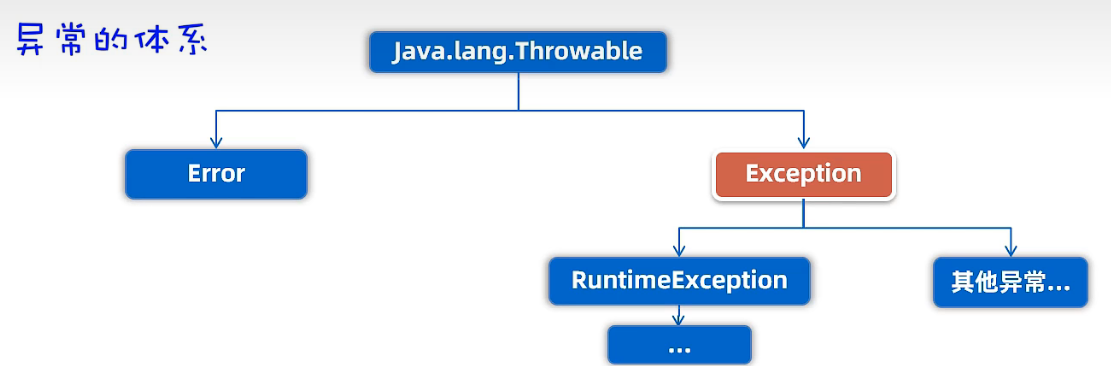 异常的体系
Java.lang.Throwable
Error
Exception
RuntimeException
其他异常...
...